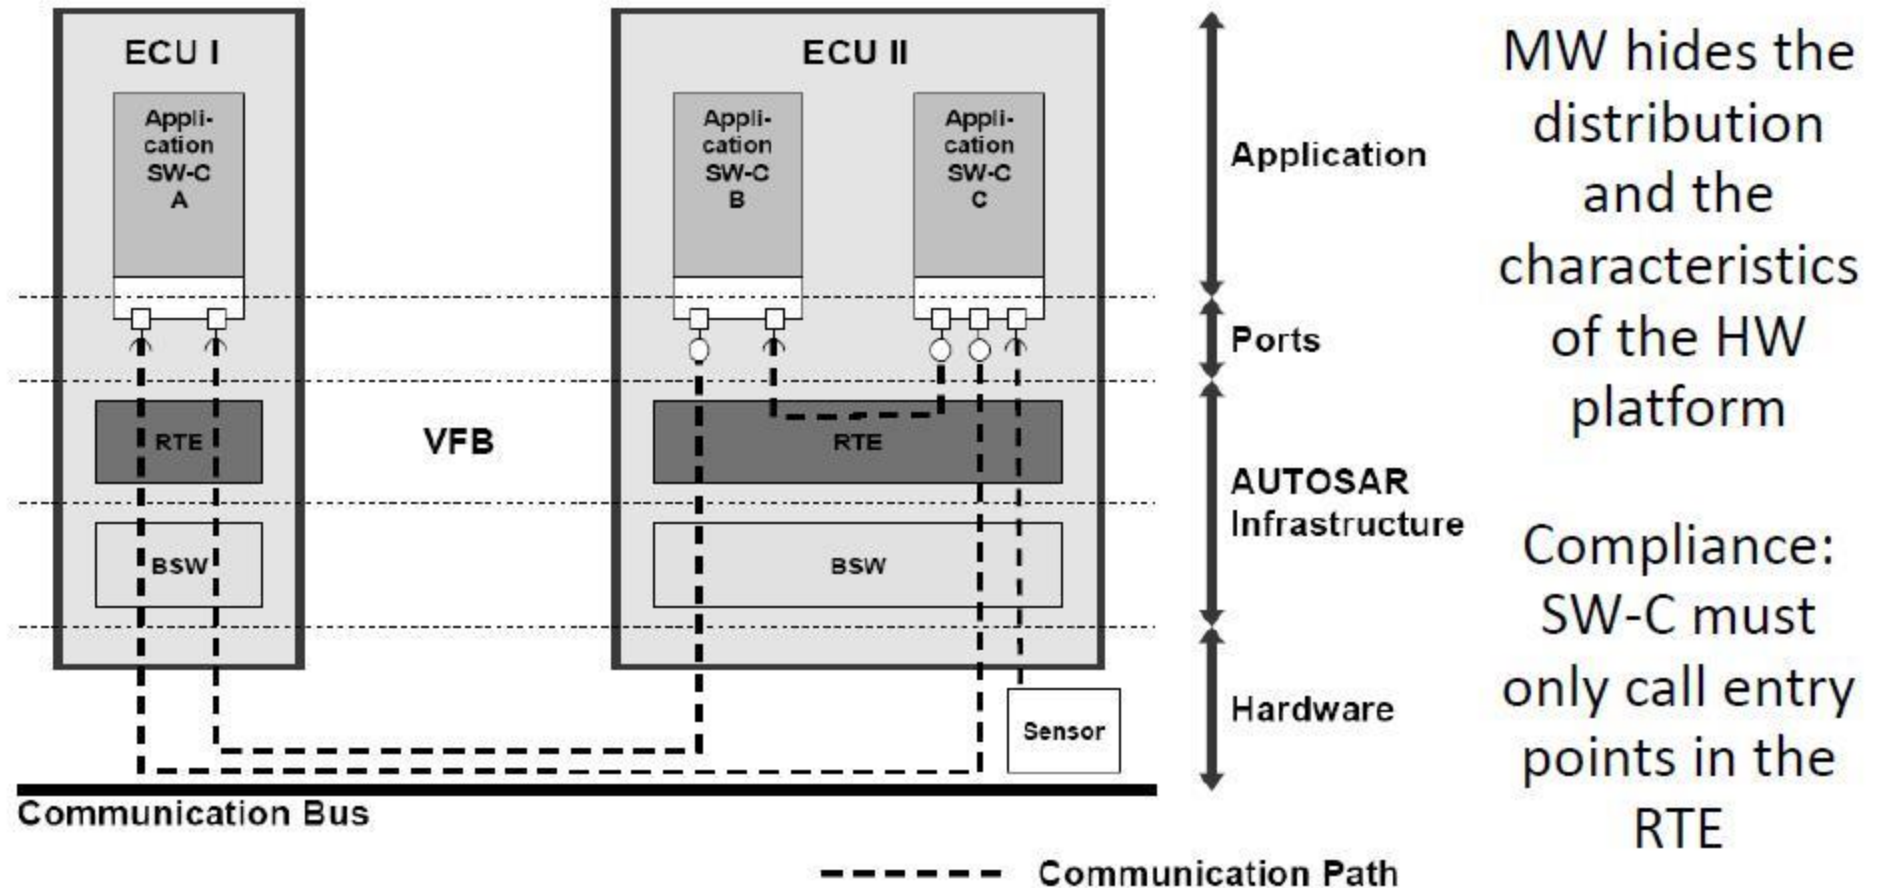 ECU I
Appli-
cation
SW-C
A
RTE
BSW
VFB
ECU II
Appli-
cation
SW-C
B
Appli-
cation
SW-C
C
RTE
BSW
Sensor
Communication Bus
Communication Path
Application
Ports
AUTOSAR
Infrastructure
Hardware
MW hides the
distribution
and the
characteristics
of the HW
platform
Compliance:
SW-C must
only call entry
points in the
RTE